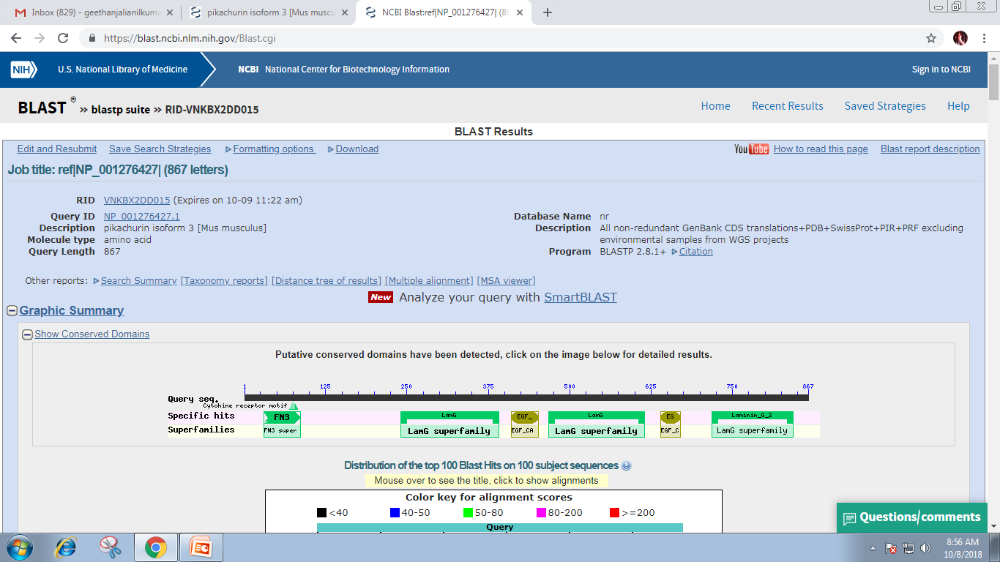 Inbox (829) - geethanjalianilkuma
pikachurin isoform 3 [Mus muscu
NCBI Blast:ref|NP_001276427| (86
https://blast.ncbi.nlm.nih.gov/Blast.cgi
NIH U.S. National Library of Medicine NCBI National Center for Biotechnology Information Sign in to NCBI
BLAST ® » blastp suite » RID-VNKBX2DD015 Home Recent Results Saved Strategies Help
BLAST Results
Edit and Resubmit Save Search Strategies Formatting options Download YouTube How to read this page Blast report description
Job title: ref|NP_001276427| (867 letters)
RID VNKBX2DD015 (Expires on 10-09 11:22 am)
Query ID NP_001276427.1
Description pikachurin isoform 3 [Mus musculus]
Molecule type amino acid
Query Length 867
Database Name nr
Description All non-redundant GenBank CDS translations+PDB+SwissProt+PIR+PRF excluding
environmental samples from WGS projects
Program BLASTP 2.8.1+ Citation
Other reports: Search Summary [Taxonomy reports] [Distance tree of results] [Multiple alignment] [MSA viewer]
New Analyze your query with SmartBLAST
Graphic Summary
Show Conserved Domains
Putative conserved domains have been detected, click on the image below for detailed results.
1 125 250 375 500 625 750 867
Query seq.
Cytokine receptor motif
Specific hits FN3 LamG EGF_ LamG EG Laminin_G_2
Superfamilies FN3 super LamG superfamily EGF_CA LamG superfamily EGF_C LamG superfamily
Distribution of the top 100 Blast Hits on 100 subject sequences
Mouse over to see the title, click to show alignments
Color key for alignment scores
<40 40-50 50-80 80-200 >=200
Query
Questions/comments
8:56 AM
10/8/2018